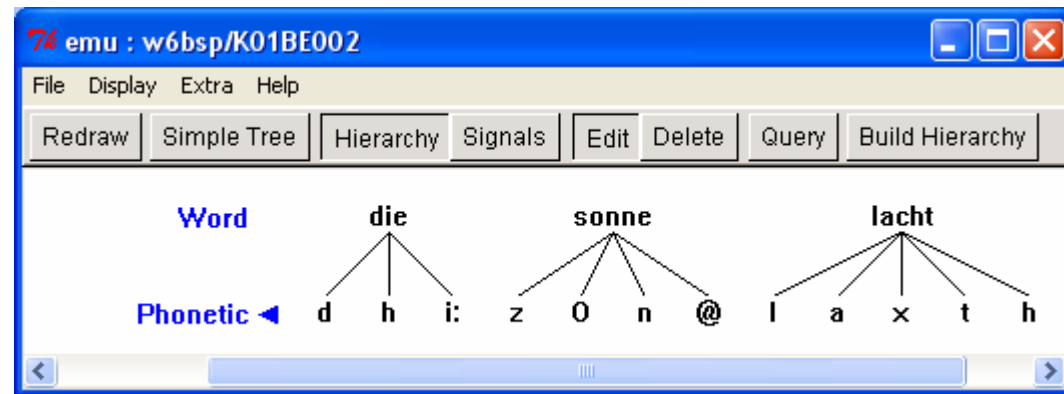 emu : w6bsp/K01BE002
File Display Extra Help
Redraw Simple Tree Hierarchy Signals Edit Delete Query Build Hierarchy
Word die sonne lacht
Phonetic d h i: z O n @ l a x t h